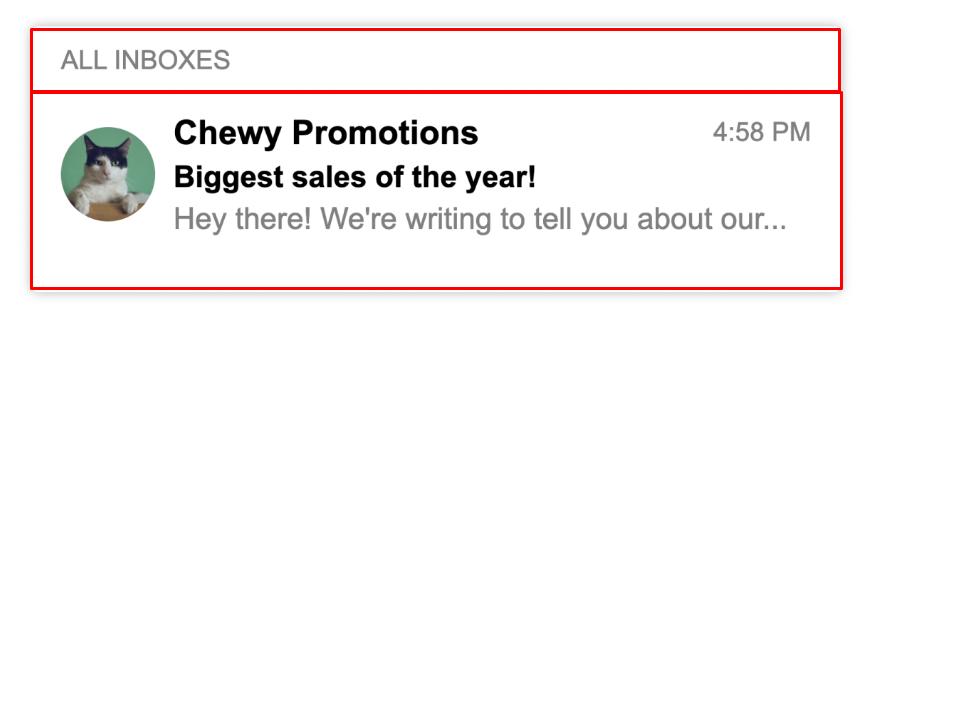 ALL INBOXES
Chewy Promotions 4:58 PM
Biggest sales of the year!
Hey there! We're writing to tell you about our...